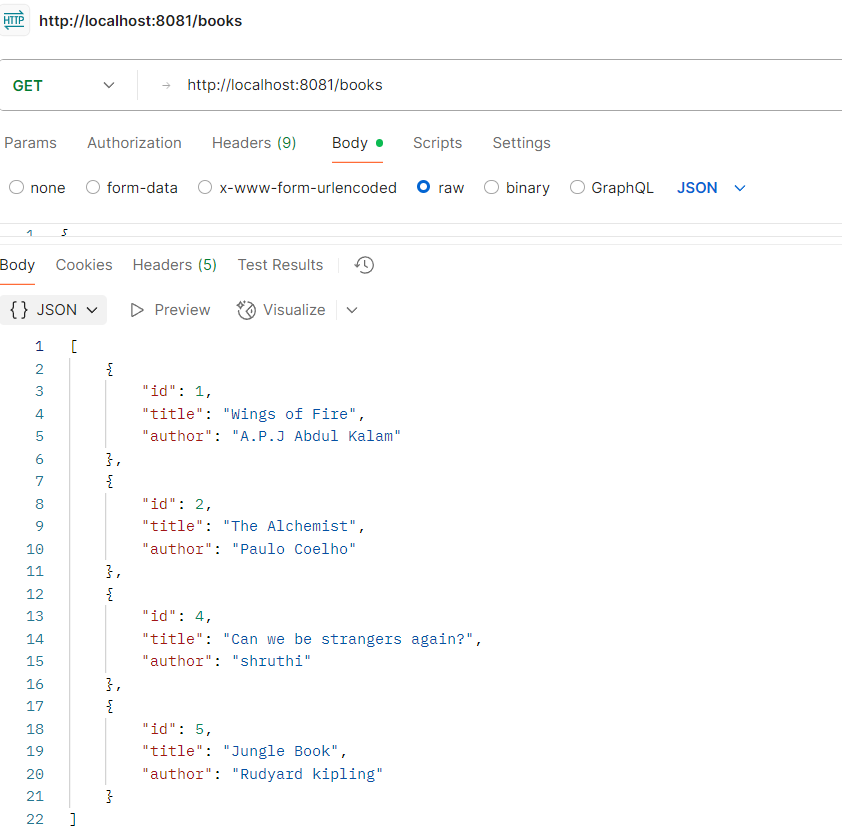 HTTP http://localhost:8081/books
GET http://localhost:8081/books
Params Authorization Headers (9) Body Scripts Settings
none form-data x-www-form-urlencoded raw binary GraphQL JSON
1 {
Body Cookies Headers (5) Test Results
{} JSON Preview Visualize
1 [
2 {
3 "id": 1,
4 "title": "Wings of Fire",
5 "author": "A.P.J Abdul Kalam"
6 },
7 {
8 "id": 2,
9 "title": "The Alchemist",
10 "author": "Paulo Coelho"
11 },
12 {
13 "id": 4,
14 "title": "Can we be strangers again?",
15 "author": "shruthi"
16 },
17 {
18 "id": 5,
19 "title": "Jungle Book",
20 "author": "Rudyard kipling"
21 }
22 ]